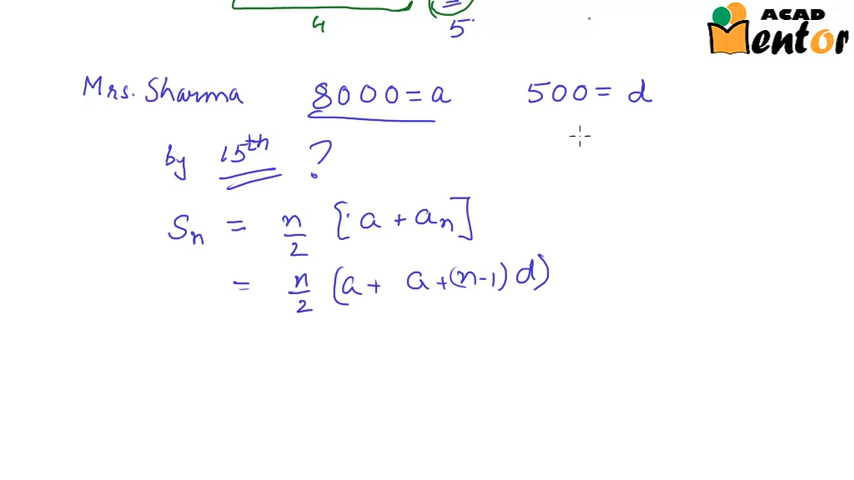 4
5.
ACAD
Mentor
Mrs. Sharma 8000 = a 500 = d
by 15th ?
Sn = n/2 [a + an]
= n/2 (a + a + (n-1) d)